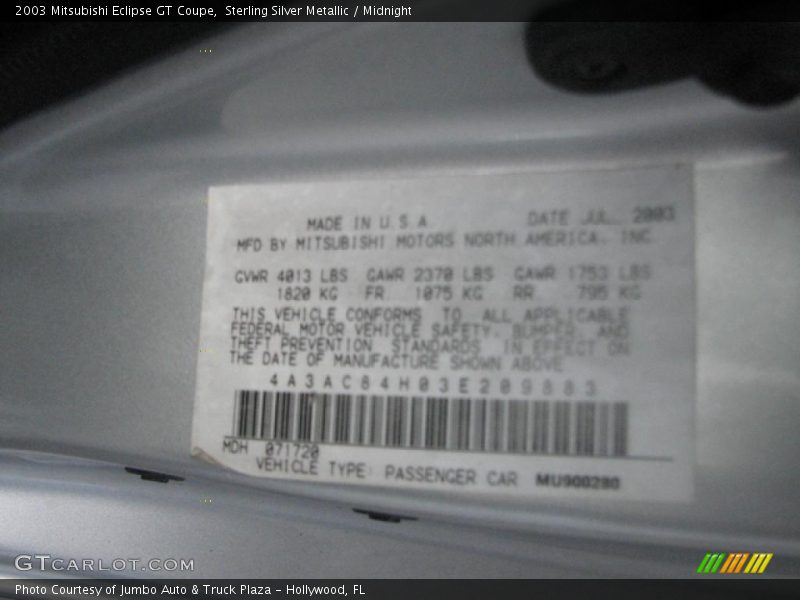 2003 Mitsubishi Eclipse GT Coupe,  Sterling Silver Metallic / Midnight
MADE IN U.S.A. DATE JUL. 2003
MFD BY MITSUBISHI MOTORS NORTH AMERICA, INC.
GVWR 4013 LBS GAWR 2370 LBS GAWR 1753 LBS
1820 KG FR. 1075 KG RR 795 KG
THIS VEHICLE CONFORMS TO ALL APPLICABLE
FEDERAL MOTOR VEHICLE SAFETY, BUMPER, AND
THEFT PREVENTION STANDARDS IN EFFECT ON
THE DATE OF MANUFACTURE SHOWN ABOVE
4A3AC84H03E209883
MDH 071720
VEHICLE TYPE: PASSENGER CAR MU900280
GTCARLOT.COM
Photo Courtesy of Jumbo Auto & Truck Plaza - Hollywood, FL